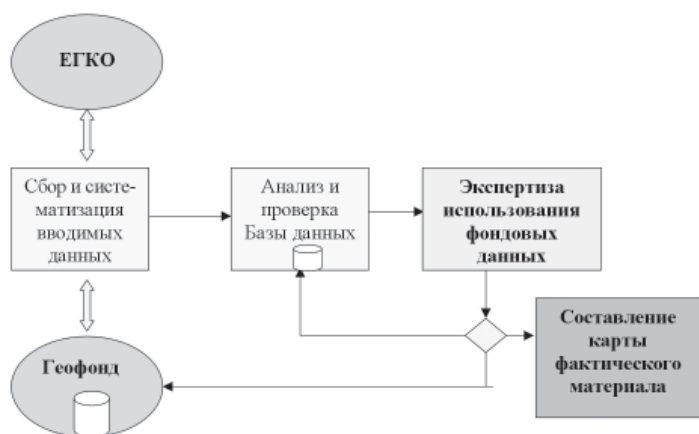 ЕГКО
Сбор и систе-
матизация
вводимых
данных
Анализ и
проверка
Базы данных
Экспертиза
использования
фондовых
данных
Геофонд
Составление
карты
фактического
материала